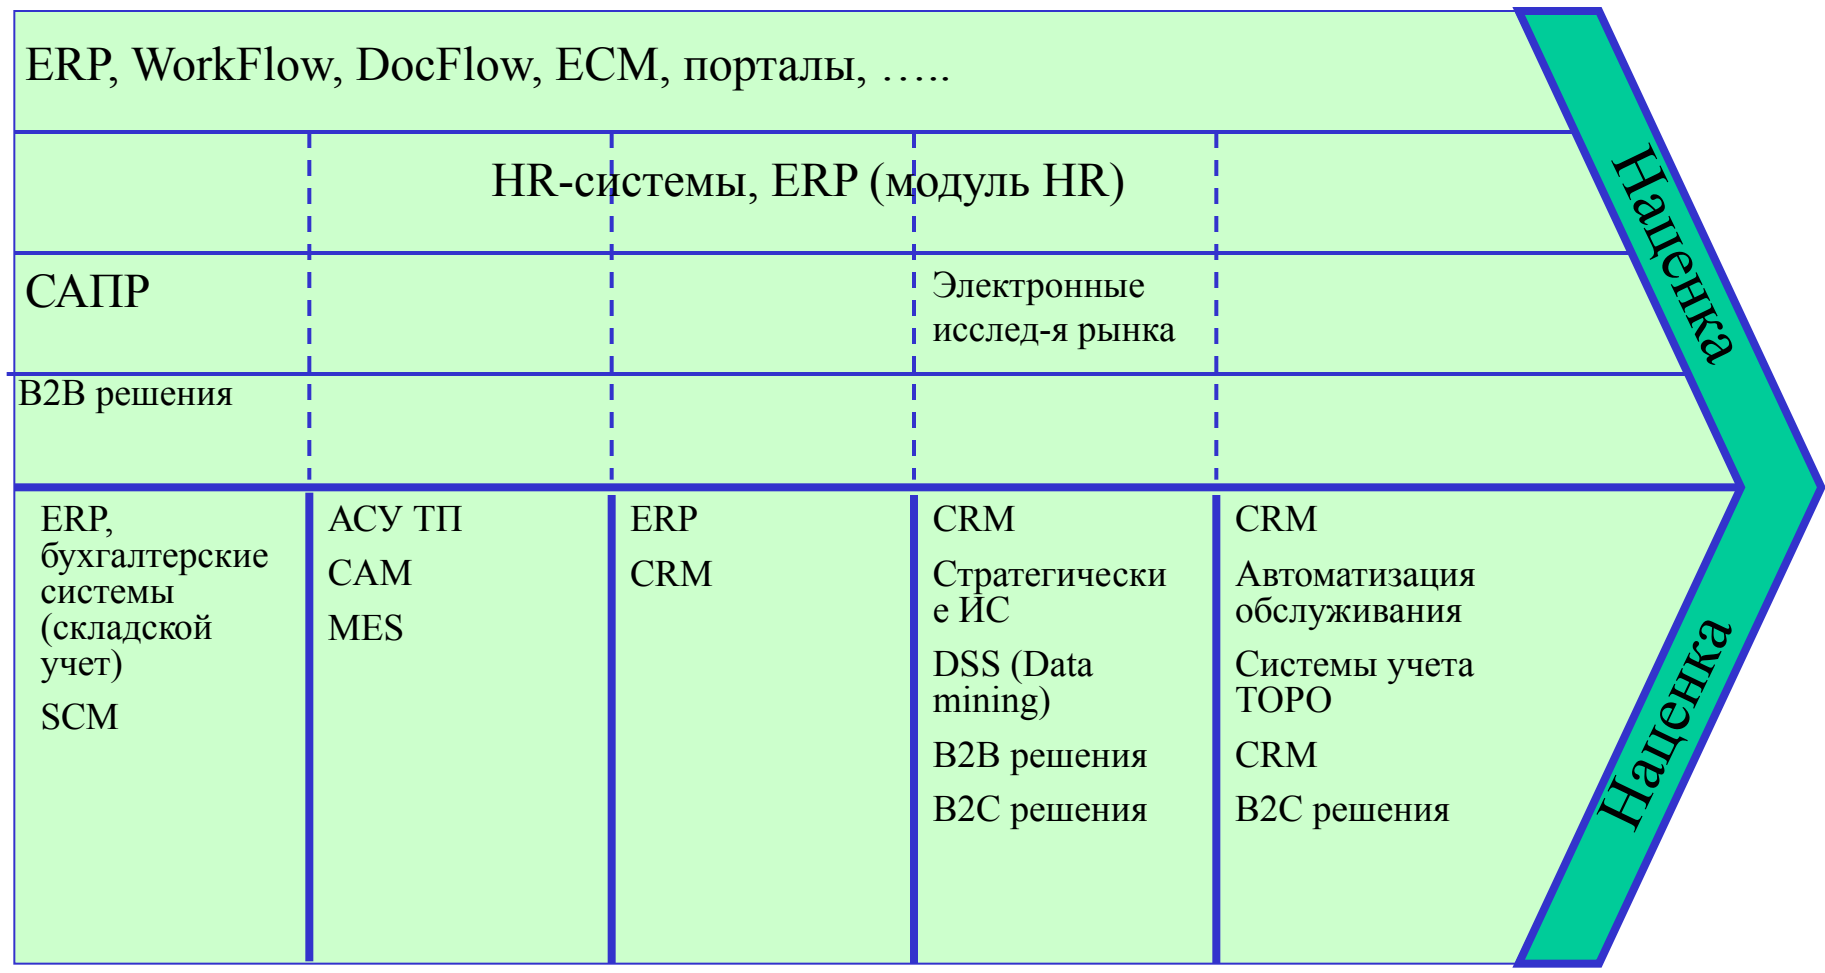 ERP, WorkFlow, DocFlow, ECM, порталы, …..
HR-системы, ERP (модуль HR)
САПР
Электронные
исслед-я рынка
B2B решения
Наценка
ERP,
бухгалтерские
системы
(складской
учет)
SCM
АСУ ТП
CAM
MES
ERP
CRM
CRM
Стратегически
е ИС
DSS (Data
mining)
B2B решения
B2C решения
CRM
Автоматизация
обслуживания
Системы учета
ТОРО
CRM
B2C решения
Наценка